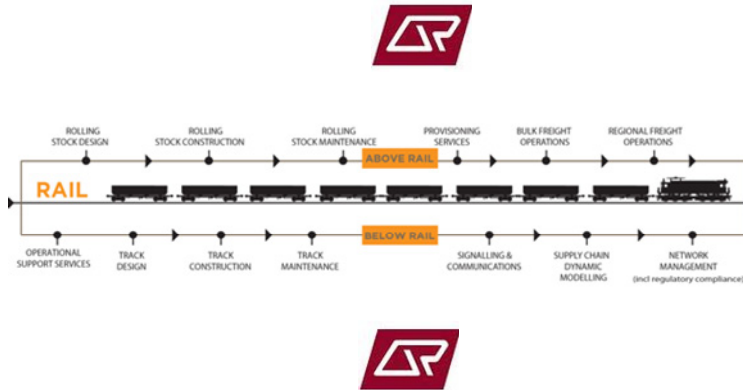 ROLLING
STOCK DESIGN
ROLLING
STOCK CONSTRUCTION
ROLLING
STOCK MAINTENANCE
PROVISIONING
SERVICES
BULK FREIGHT
OPERATIONS
REGIONAL FREIGHT
OPERATIONS
ABOVE RAIL
RAIL
BELOW RAIL
OPERATIONAL
SUPPORT SERVICES
TRACK
DESIGN
TRACK
CONSTRUCTION
TRACK
MAINTENANCE
SIGNALLING &
COMMUNICATIONS
SUPPLY CHAIN
DYNAMIC
MODELLING
NETWORK
MANAGEMENT
(incl regulatory compliance)